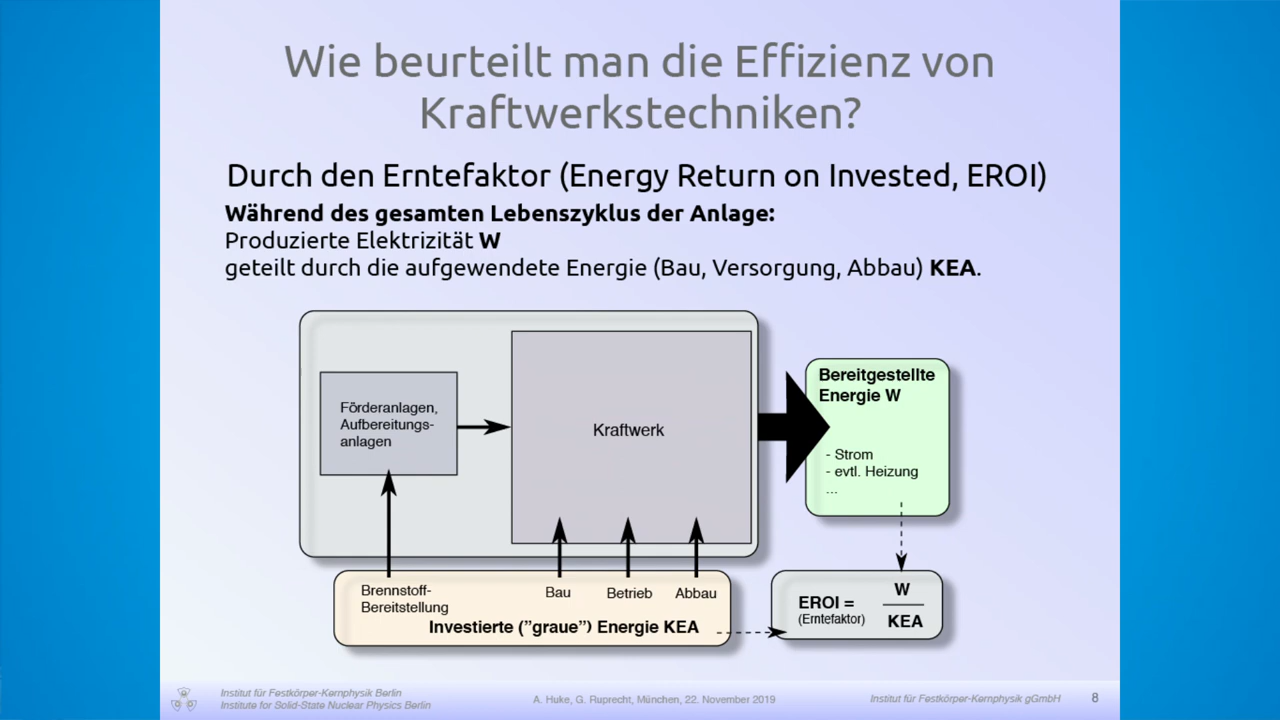 Wie beurteilt man die Effizienz von
Kraftwerkstechniken?
Durch den Erntefaktor (Energy Return on Invested, EROI)
Während des gesamten Lebenszyklus der Anlage:
Produzierte Elektrizität W
geteilt durch die aufgewendete Energie (Bau, Versorgung, Abbau) KEA.
Förderanlagen,
Aufbereitungs-
anlagen
Kraftwerk
Bereitgestellte
Energie W
- Strom
- evtl. Heizung
...
Brennstoff-
Bereitstellung
Bau
Betrieb
Abbau
Investierte ("graue") Energie KEA
EROI =
(Erntefaktor)
W
KEA
Institut für Festkörper-Kernphysik Berlin
Institute for Solid-State Nuclear Physics Berlin
A. Huke, G. Ruprecht, München, 22. November 2019
Institut für Festkörper-Kernphysik gGmbH
8